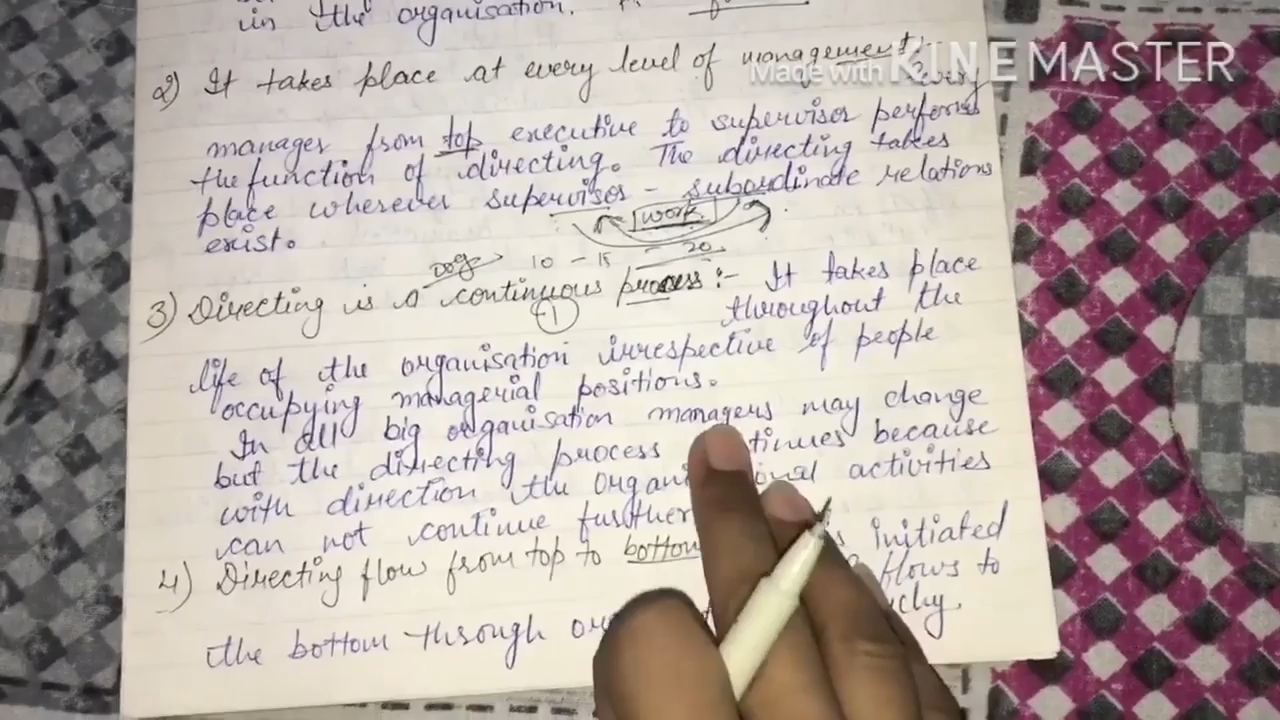 in the organisation.
Made with KINEMASTER
2) It takes place at every level of management; Every
manager from top executive to supervisor performs
the function of directing. The directing takes
place wherever supervisor - subordinate relations
exist.
work
10 - 15 20
3) Directing is a continuous process :- It takes place
1
throughout the
life of the organisation irrespective of people
occupying managerial positions.
In all big organisation managers may change
but the directing process because
with direction the activities
can not continue further
4) Directing flow from top to bottom initiated
flows to
the bottom through